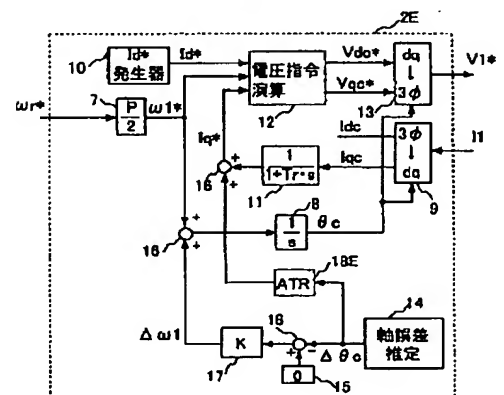 2E
Id*
発生器
10
Id*
電圧指令
演算
12
Vdc*
Vqc*
dq
↓
3φ
13
V1*
ωr*
7
P
2
ω1*
Iq*
Idc
Iqc
3φ
↓
dq
9
I1
16
+
+
1
1+Tr・s
11
8
1
s
θc
16
+
+
ATR
18E
14
軸誤差
推定
Δω1
K
17
16
+
-
Δθc
0
15